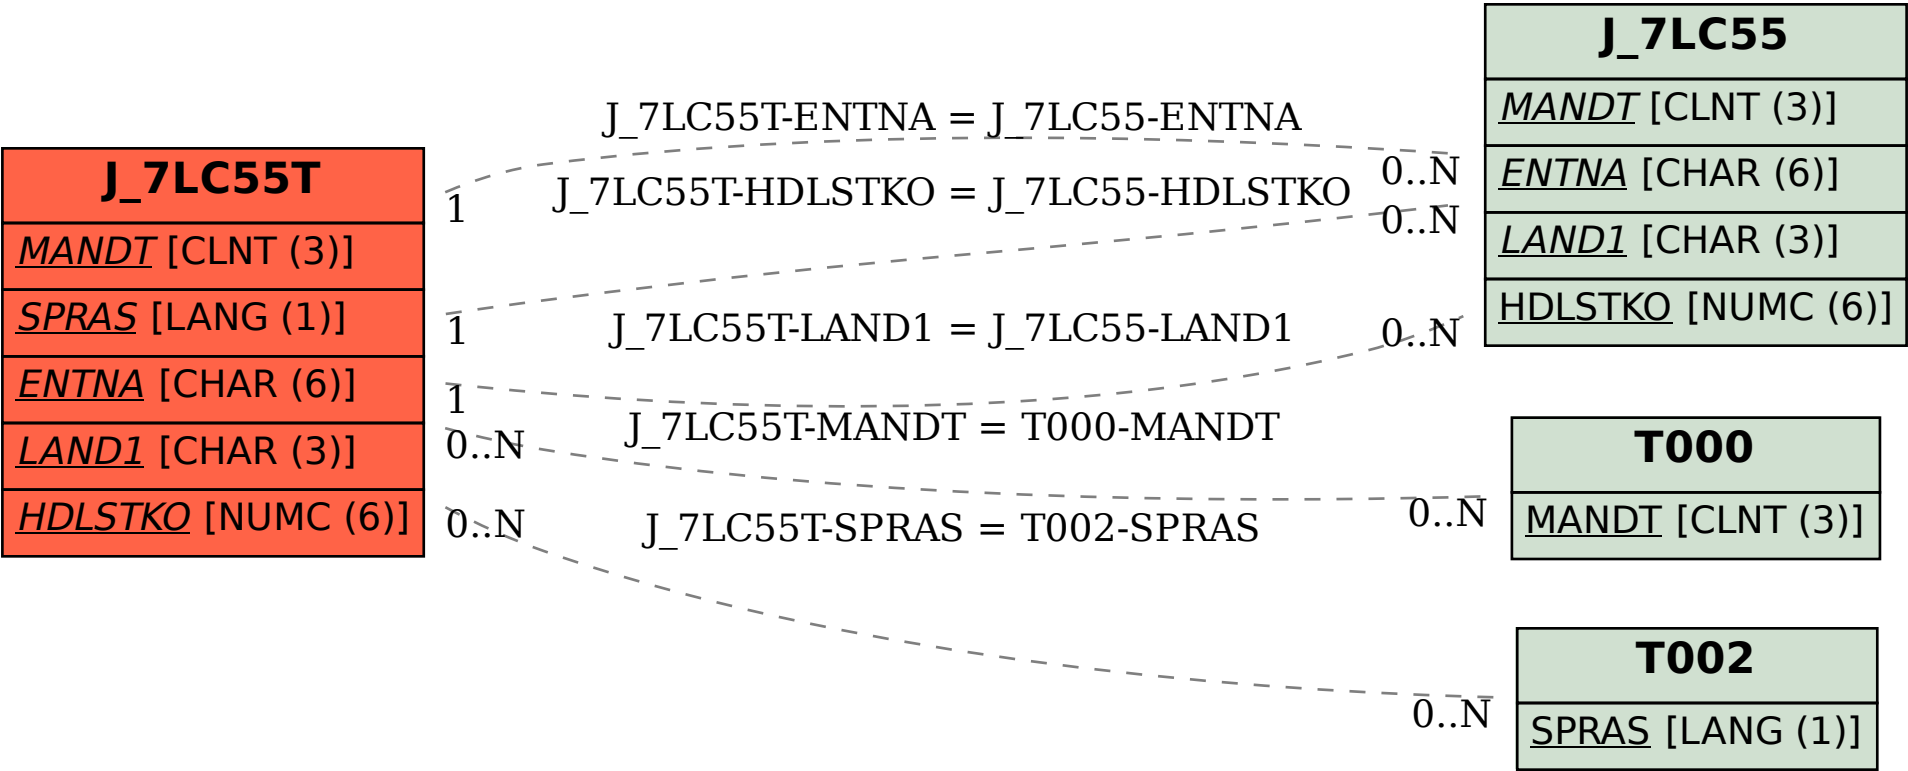 J_7LC55T
MANDT [CLNT (3)]
SPRAS [LANG (1)]
ENTNA [CHAR (6)]
LAND1 [CHAR (3)]
HDLSTKO [NUMC (6)]
J_7LC55T-ENTNA = J_7LC55-ENTNA
1
0..N
J_7LC55T-HDLSTKO = J_7LC55-HDLSTKO
1
0..N
J_7LC55T-LAND1 = J_7LC55-LAND1
1
0..N
J_7LC55T-MANDT = T000-MANDT
0..N
0..N
J_7LC55T-SPRAS = T002-SPRAS
0..N
0..N
J_7LC55
MANDT [CLNT (3)]
ENTNA [CHAR (6)]
LAND1 [CHAR (3)]
HDLSTKO [NUMC (6)]
T000
MANDT [CLNT (3)]
T002
SPRAS [LANG (1)]